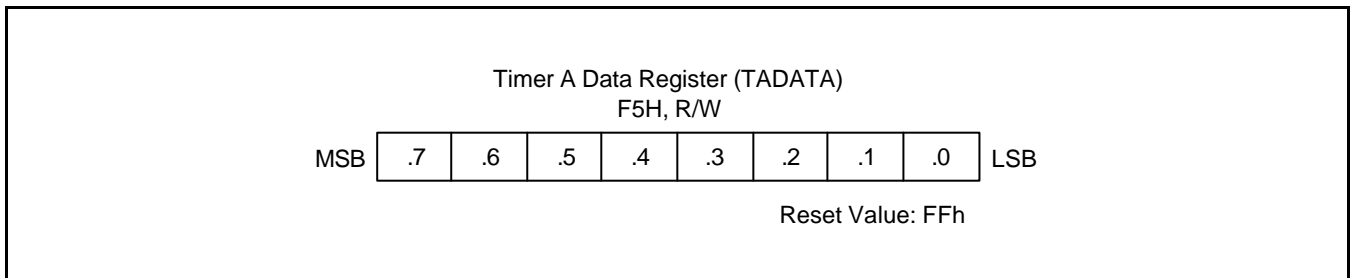 Timer A Data Register (TADATA)
F5H, R/W
MSB .7 .6 .5 .4 .3 .2 .1 .0 LSB
Reset Value: FFh